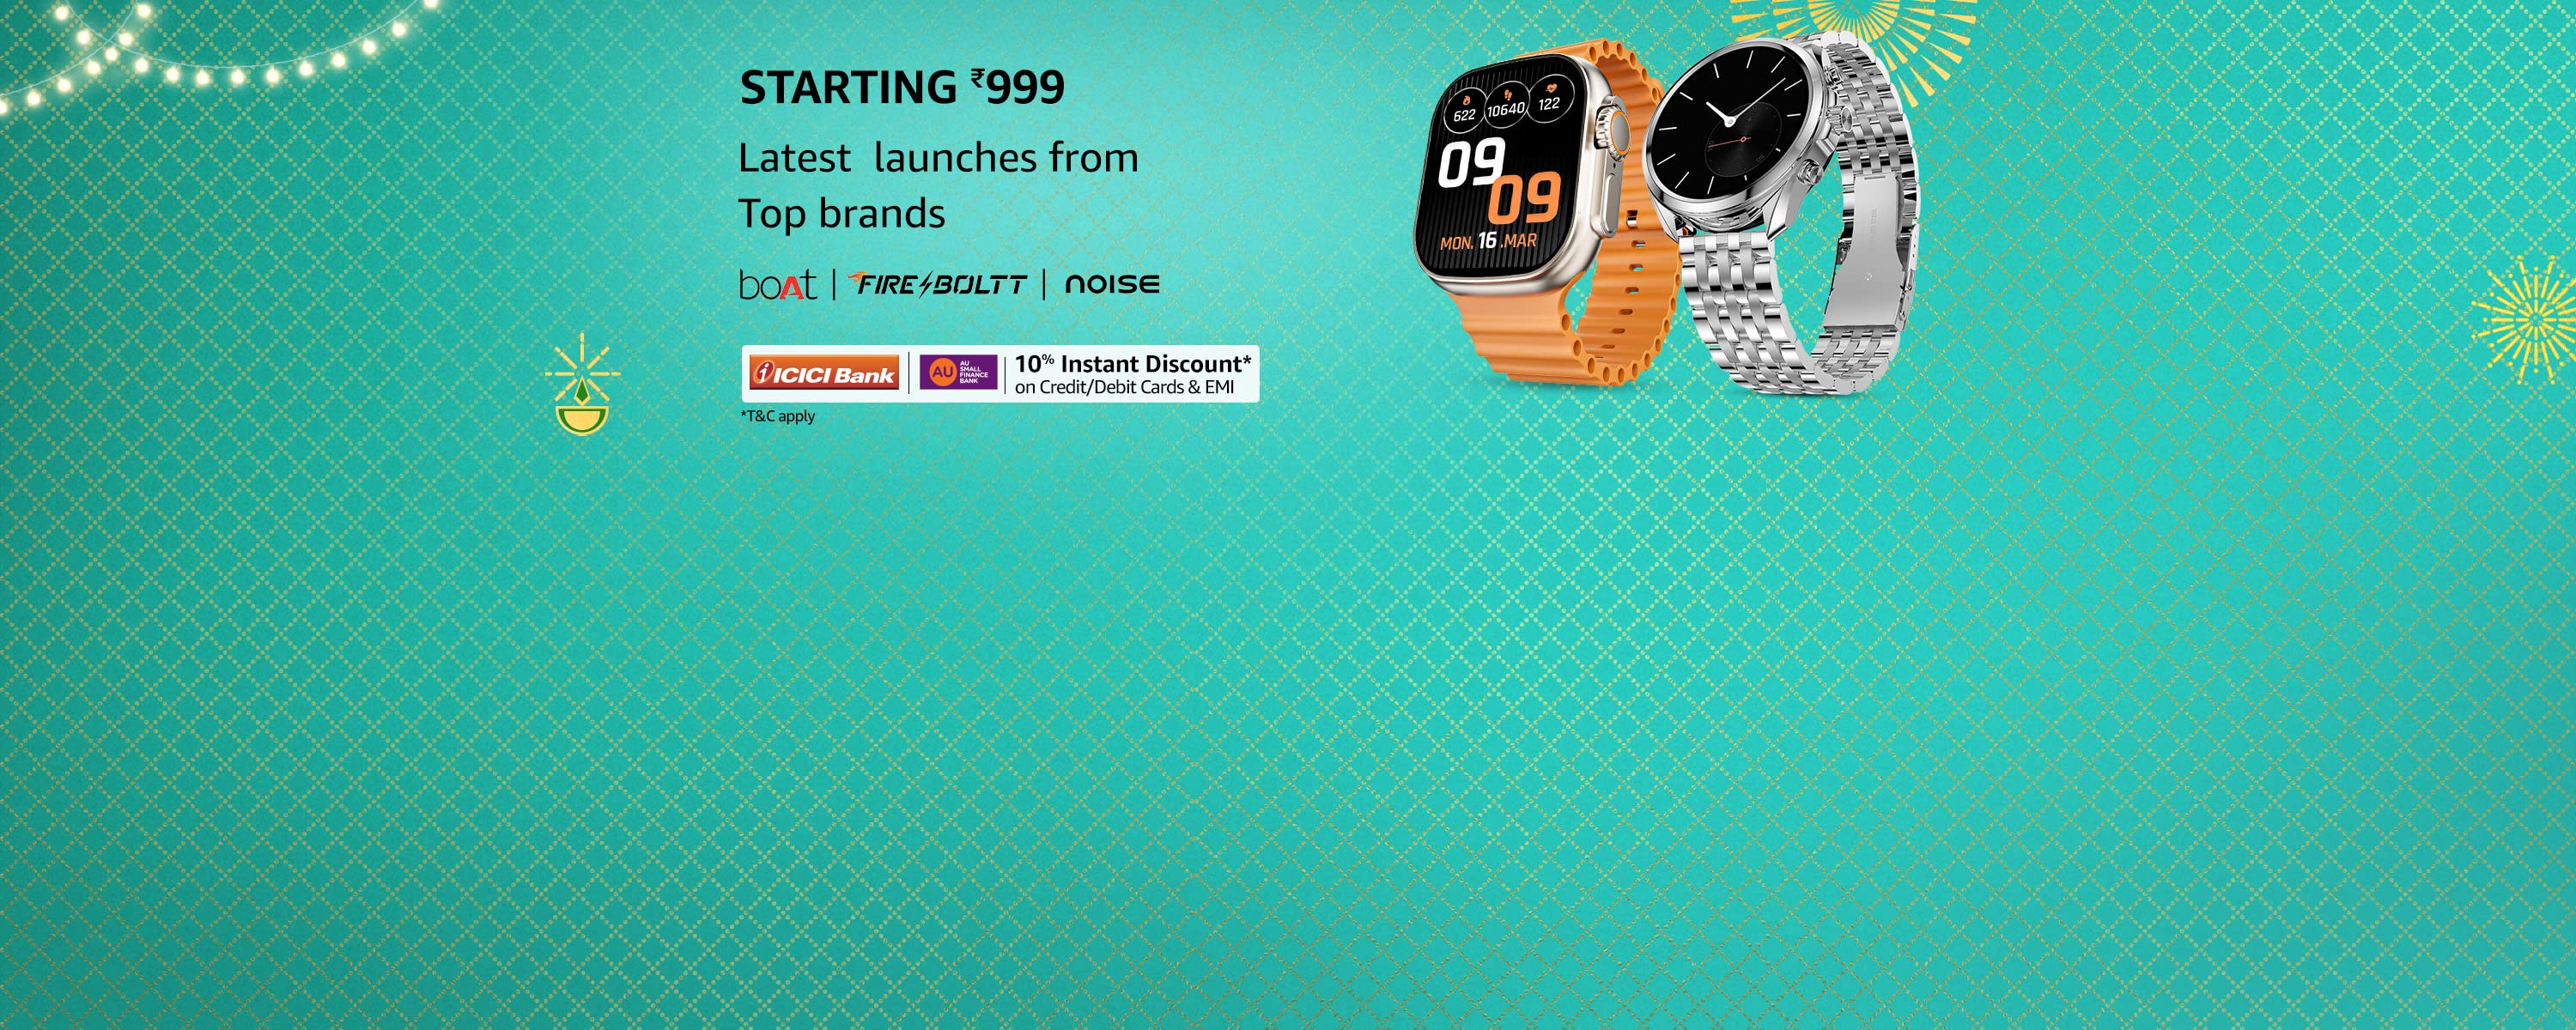 STARTING ₹999
Latest  launches from
Top brands
boAt | FIRE-BOLTT | NOISE
ICICI Bank | AU
AU
SMALL
FINANCE
BANK
10% Instant Discount*
on Credit/Debit Cards & EMI
*T&C apply
622 10640 122
09
09
MON. 16 .MAR